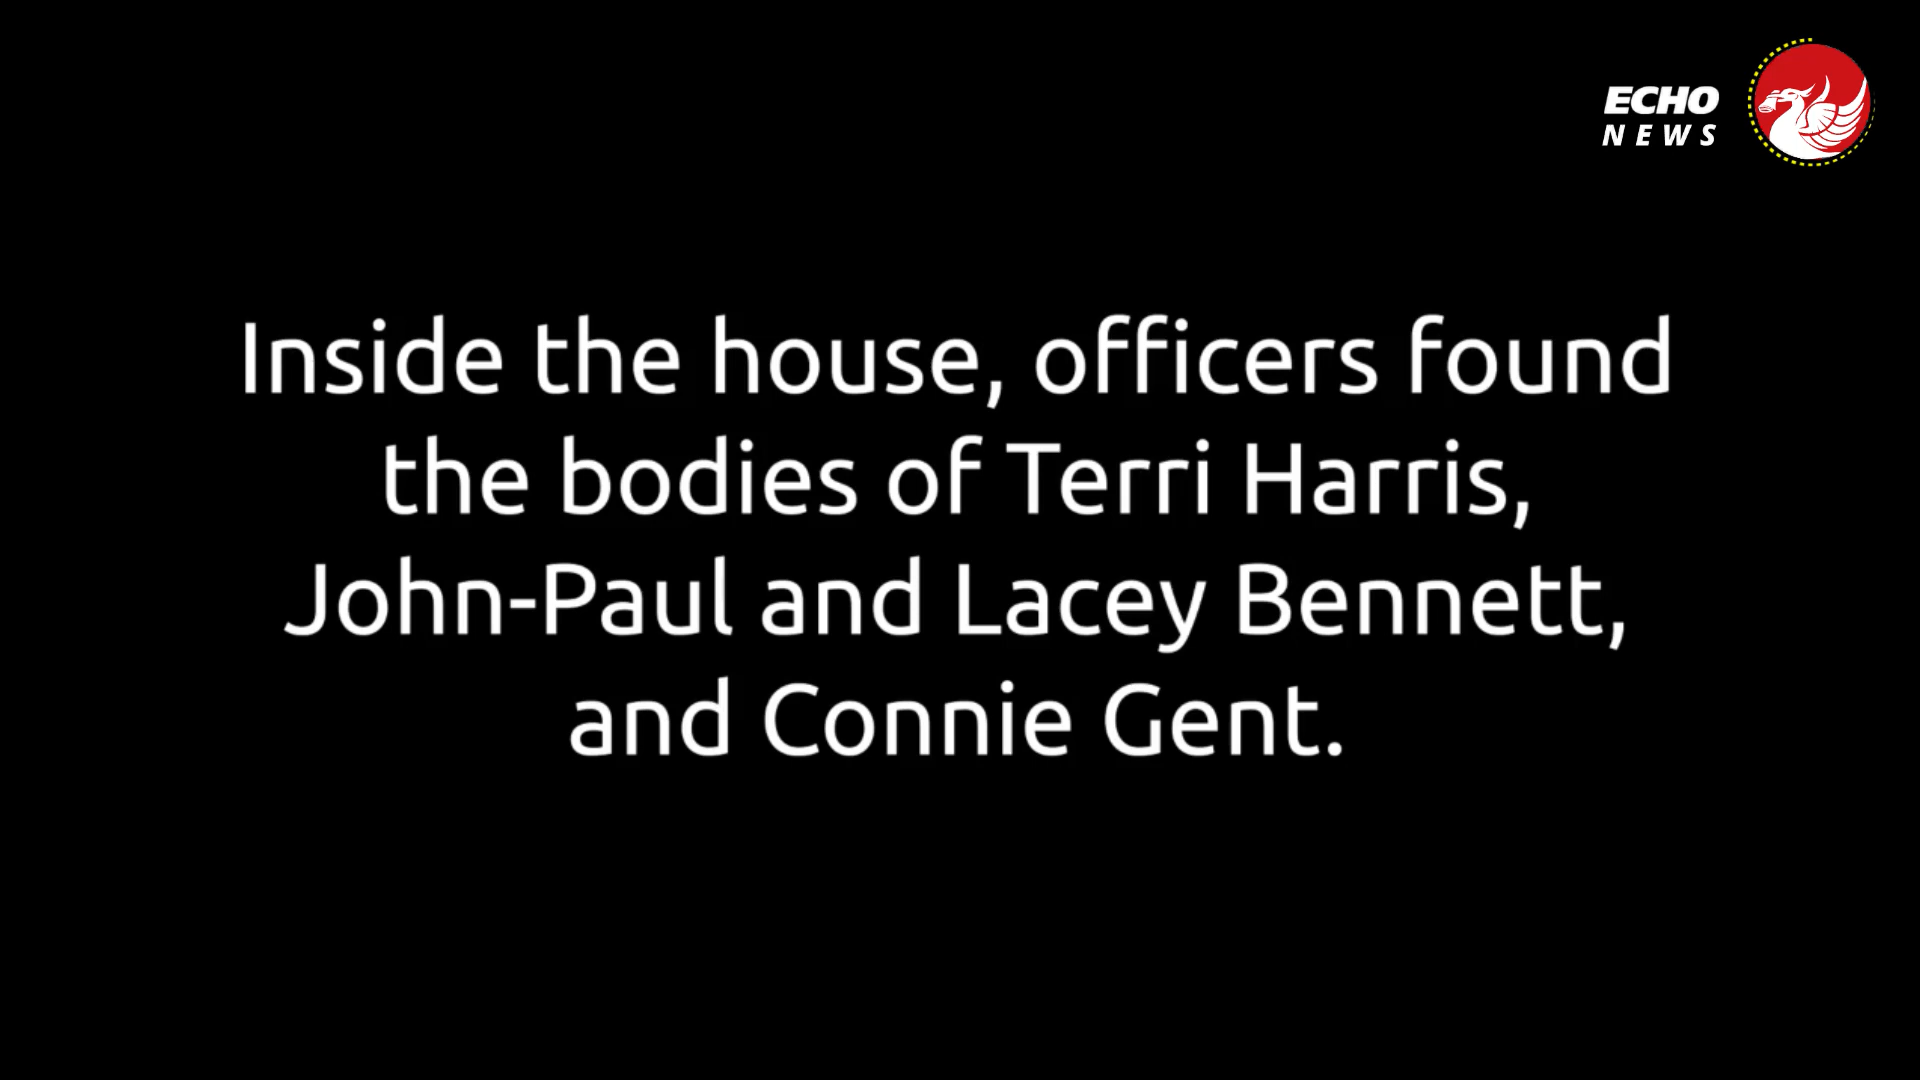 ECHO
NEWS
Inside the house, officers found
the bodies of Terri Harris,
John-Paul and Lacey Bennett,
and Connie Gent.